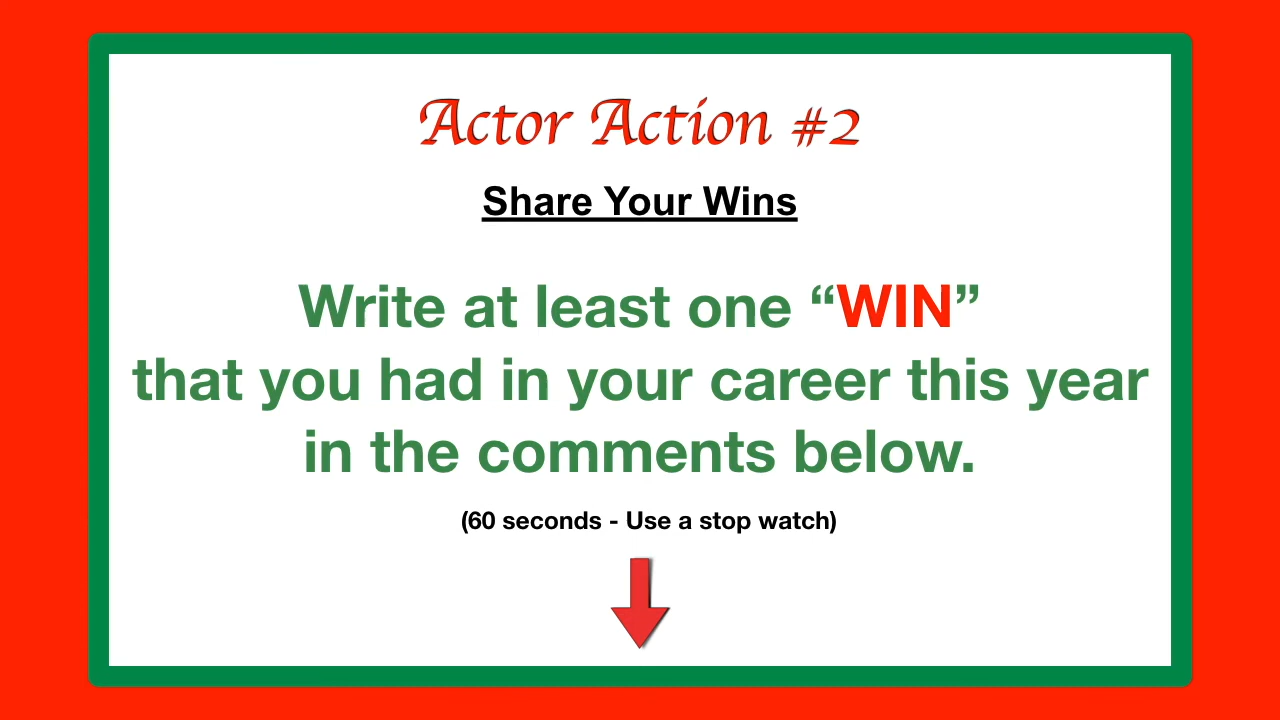 Actor Action #2
Share Your Wins
Write at least one “WIN”
that you had in your career this year
in the comments below.
(60 seconds - Use a stop watch)